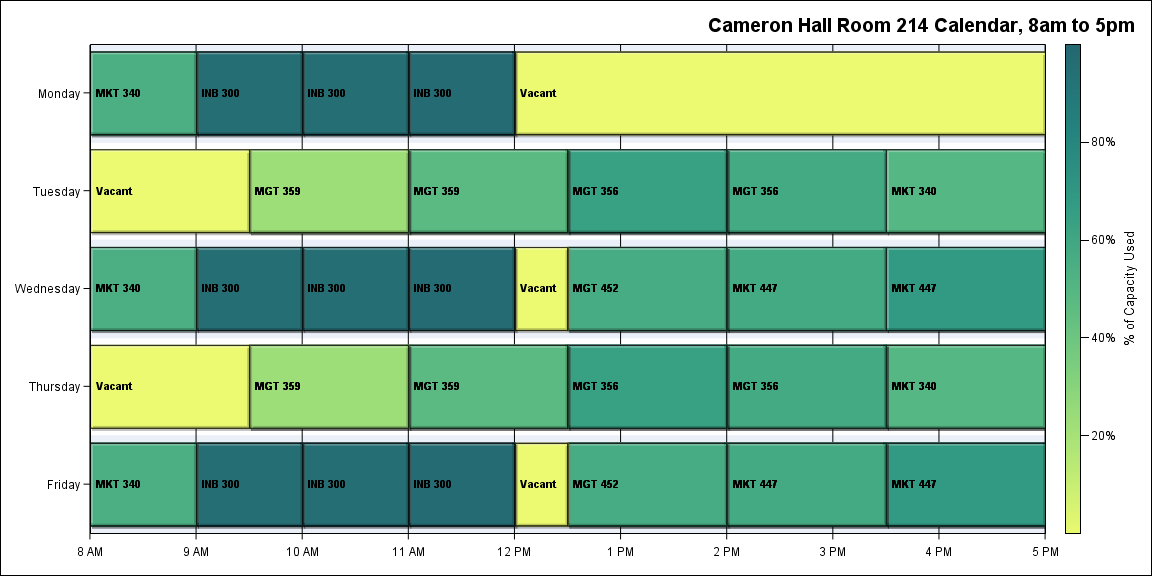 Cameron Hall Room 214 Calendar, 8am to 5pm
Monday
MKT 340
INB 300
INB 300
INB 300
Vacant
Tuesday
Vacant
MGT 359
MGT 359
MGT 356
MGT 356
MKT 340
Wednesday
MKT 340
INB 300
INB 300
INB 300
Vacant
MGT 452
MKT 447
MKT 447
Thursday
Vacant
MGT 359
MGT 359
MGT 356
MGT 356
MKT 340
Friday
MKT 340
INB 300
INB 300
INB 300
Vacant
MGT 452
MKT 447
MKT 447
8 AM
9 AM
10 AM
11 AM
12 PM
1 PM
2 PM
3 PM
4 PM
5 PM
80%
60%
40%
20%
% of Capacity Used